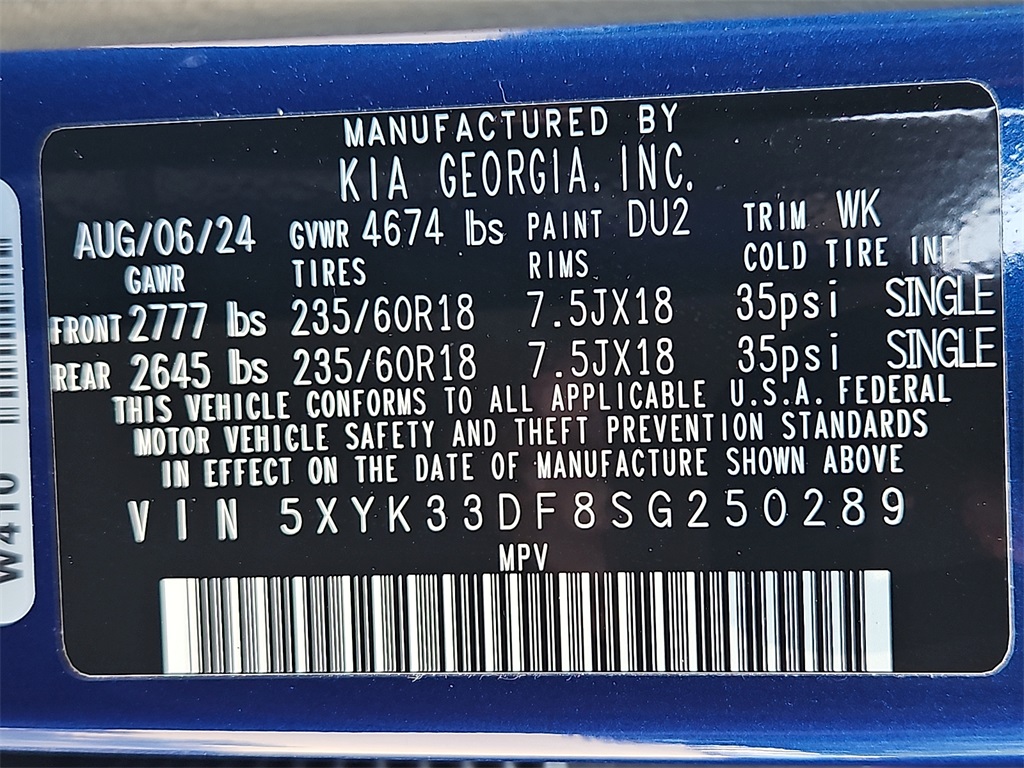 MANUFACTURED BY
KIA GEORGIA. INC.
AUG/06/24 GVWR 4674 lbs PAINT DU2 TRIM WK
GAWR TIRES RIMS COLD TIRE INFL
FRONT 2777 lbs 235/60R18 7.5JX18 35psi SINGLE
REAR 2645 lbs 235/60R18 7.5JX18 35psi SINGLE
THIS VEHICLE CONFORMS TO ALL APPLICABLE U.S.A. FEDERAL
MOTOR VEHICLE SAFETY AND THEFT PREVENTION STANDARDS
IN EFFECT ON THE DATE OF MANUFACTURE SHOWN ABOVE
VIN 5XYK33DF8SG250289
MPV